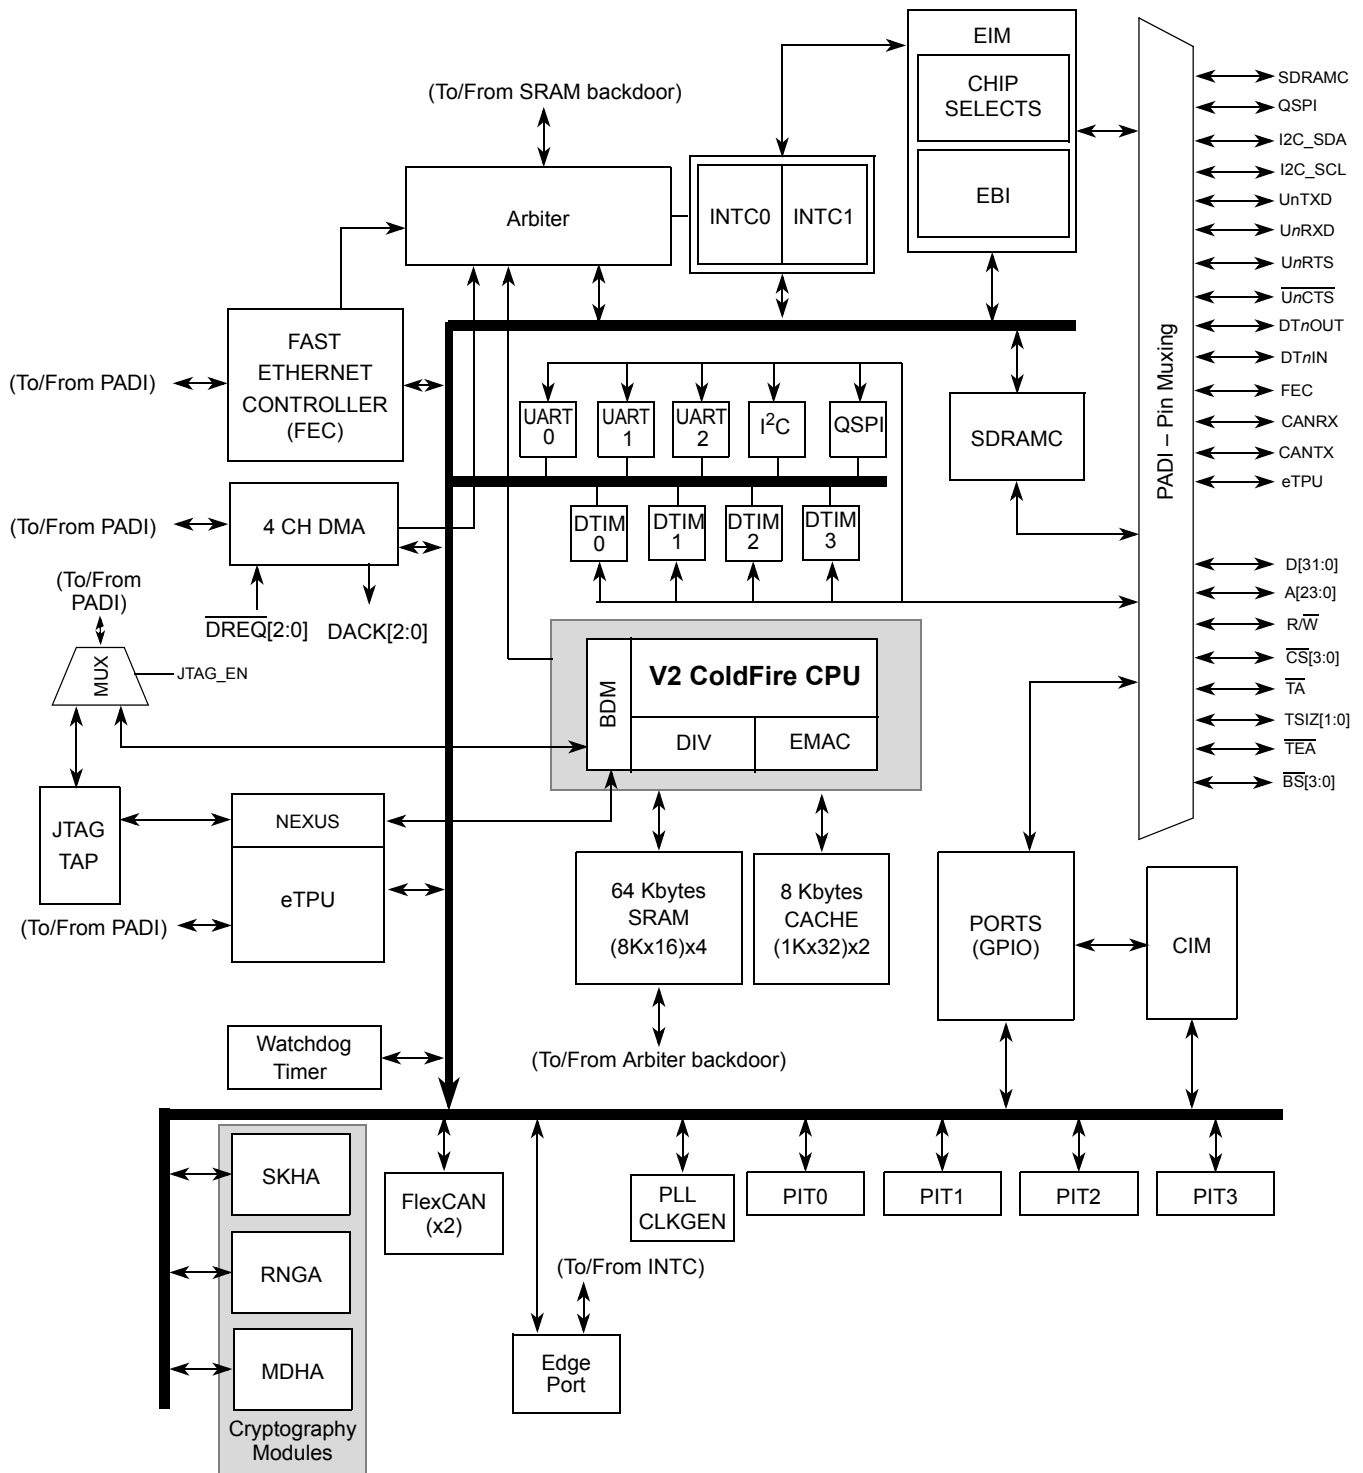 EIM
CHIP
SELECTS
EBI
(To/From SRAM backdoor)
Arbiter
INTC0
INTC1
SDRAMC
QSPI
I2C_SDA
I2C_SCL
UnTXD
UnRXD
UnRTS
UnCTS
DTnOUT
DTnIN
FEC
CANRX
CANTX
eTPU
D[31:0]
A[23:0]
R/W
CS[3:0]
TA
TSIZ[1:0]
TEA
BS[3:0]
PADI – Pin Muxing
(To/From PADI)
FAST
ETHERNET
CONTROLLER
(FEC)
UART
0
UART
1
UART
2
I2C
QSPI
SDRAMC
(To/From PADI)
4 CH DMA
DTIM
0
DTIM
1
DTIM
2
DTIM
3
(To/From
PADI)
DREQ[2:0]
DACK[2:0]
MUX
JTAG_EN
BDM
V2 ColdFire CPU
DIV
EMAC
JTAG
TAP
NEXUS
eTPU
(To/From PADI)
64 Kbytes
SRAM
(8Kx16)x4
8 Kbytes
CACHE
(1Kx32)x2
PORTS
(GPIO)
CIM
Watchdog
Timer
(To/From Arbiter backdoor)
SKHA
RNGA
MDHA
Cryptography
Modules
FlexCAN
(x2)
PLL
CLKGEN
PIT0
PIT1
PIT2
PIT3
(To/From INTC)
Edge
Port